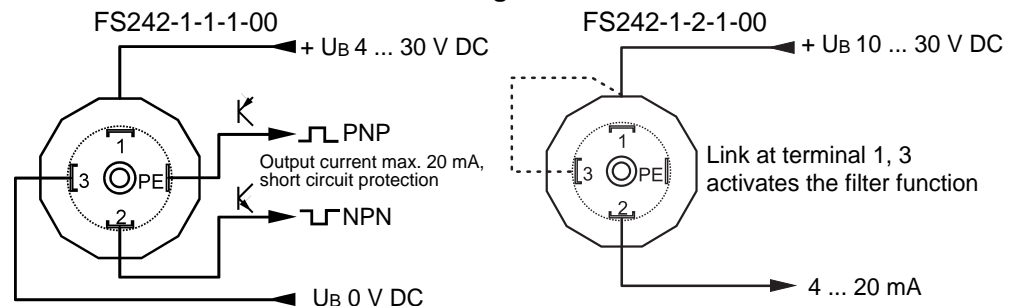 FS242-1-1-1-00
+ UB 4 ... 30 V DC
1
3
PE
2
PNP
Output current max. 20 mA,
short circuit protection
NPN
UB 0 V DC
FS242-1-2-1-00
+ UB 10 ... 30 V DC
1
3
PE
2
Link at terminal 1, 3
activates the filter function
4 ... 20 mA